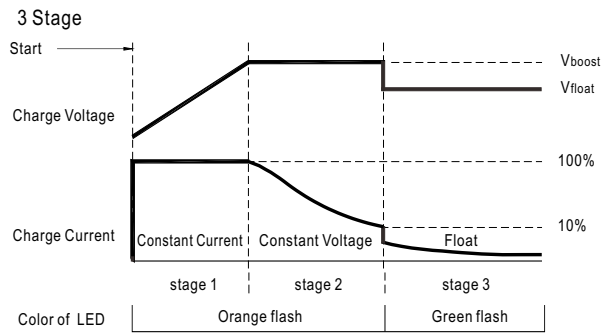 3 Stage
Start
Vboost
Vfloat
Charge Voltage
100%
10%
Charge Current
Constant Current
Constant Voltage
Float
stage 1
stage 2
stage 3
Color of LED
Orange flash
Green flash